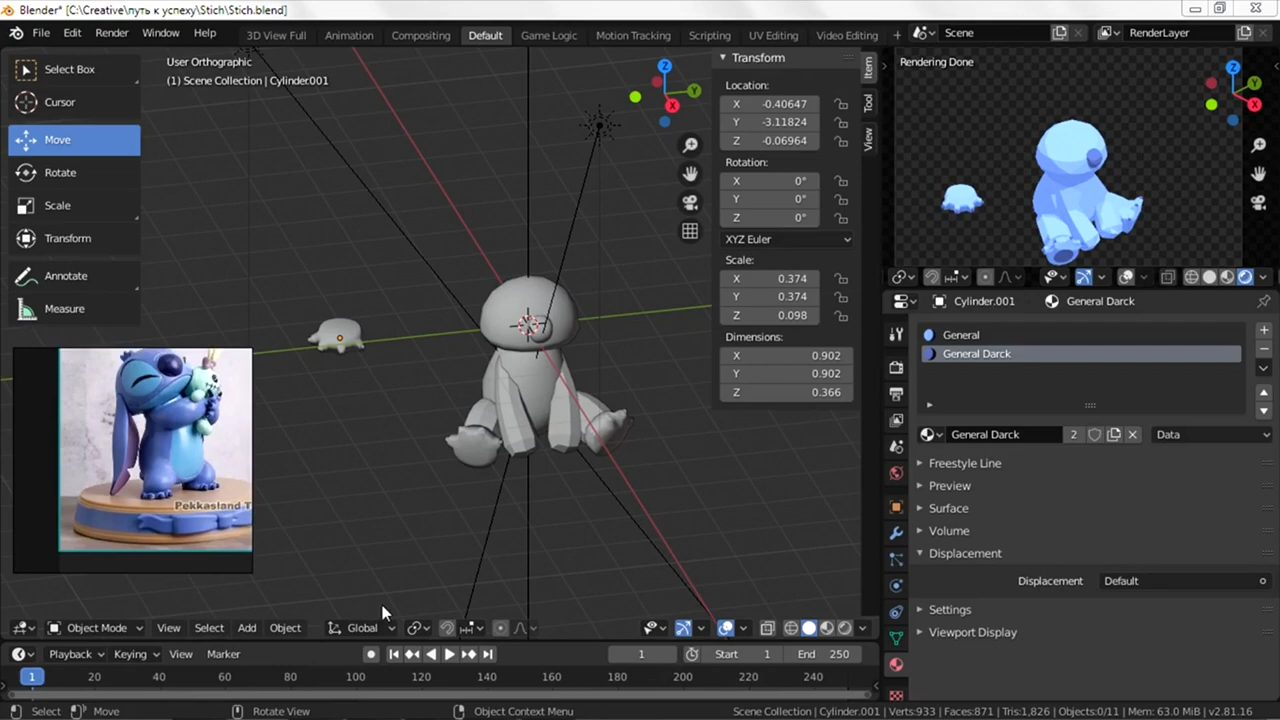 Blender* [C:\Creative\путь к успеху\Stich\Stich.blend]
File Edit Render Window Help 3D View Full Animation Compositing Default Game Logic Motion Tracking Scripting UV Editing Video Editing + Scene RenderLayer
Select Box
Cursor
Move
Rotate
Scale
Transform
Annotate
Measure
User Orthographic
(1) Scene Collection | Cylinder.001
Z
Y
X
Pekkasland T
Transform
Location:
X -0.40647
Y -3.11824
Z -0.06964
Rotation:
X 0°
Y 0°
Z 0°
XYZ Euler
Scale:
X 0.374
Y 0.374
Z 0.098
Dimensions:
X 0.902
Y 0.902
Z 0.366
Item
Tool
View
Rendering Done
Z
Y
X
Cylinder.001 General Darck
General
General Darck
General Darck 2 Data
Freestyle Line
Preview
Surface
Volume
Displacement
Displacement Default
Settings
Viewport Display
Object Mode View Select Add Object Global
Playback Keying View Marker 1 Start 1 End 250
1 20 40 60 80 100 120 140 160 180 200 220 240
Select Move Rotate View Object Context Menu Scene Collection | Cylinder.001 | Verts:933 | Faces:871 | Tris:1,826 | Objects:0/11 | Mem: 63.0 MiB | v2.81.16